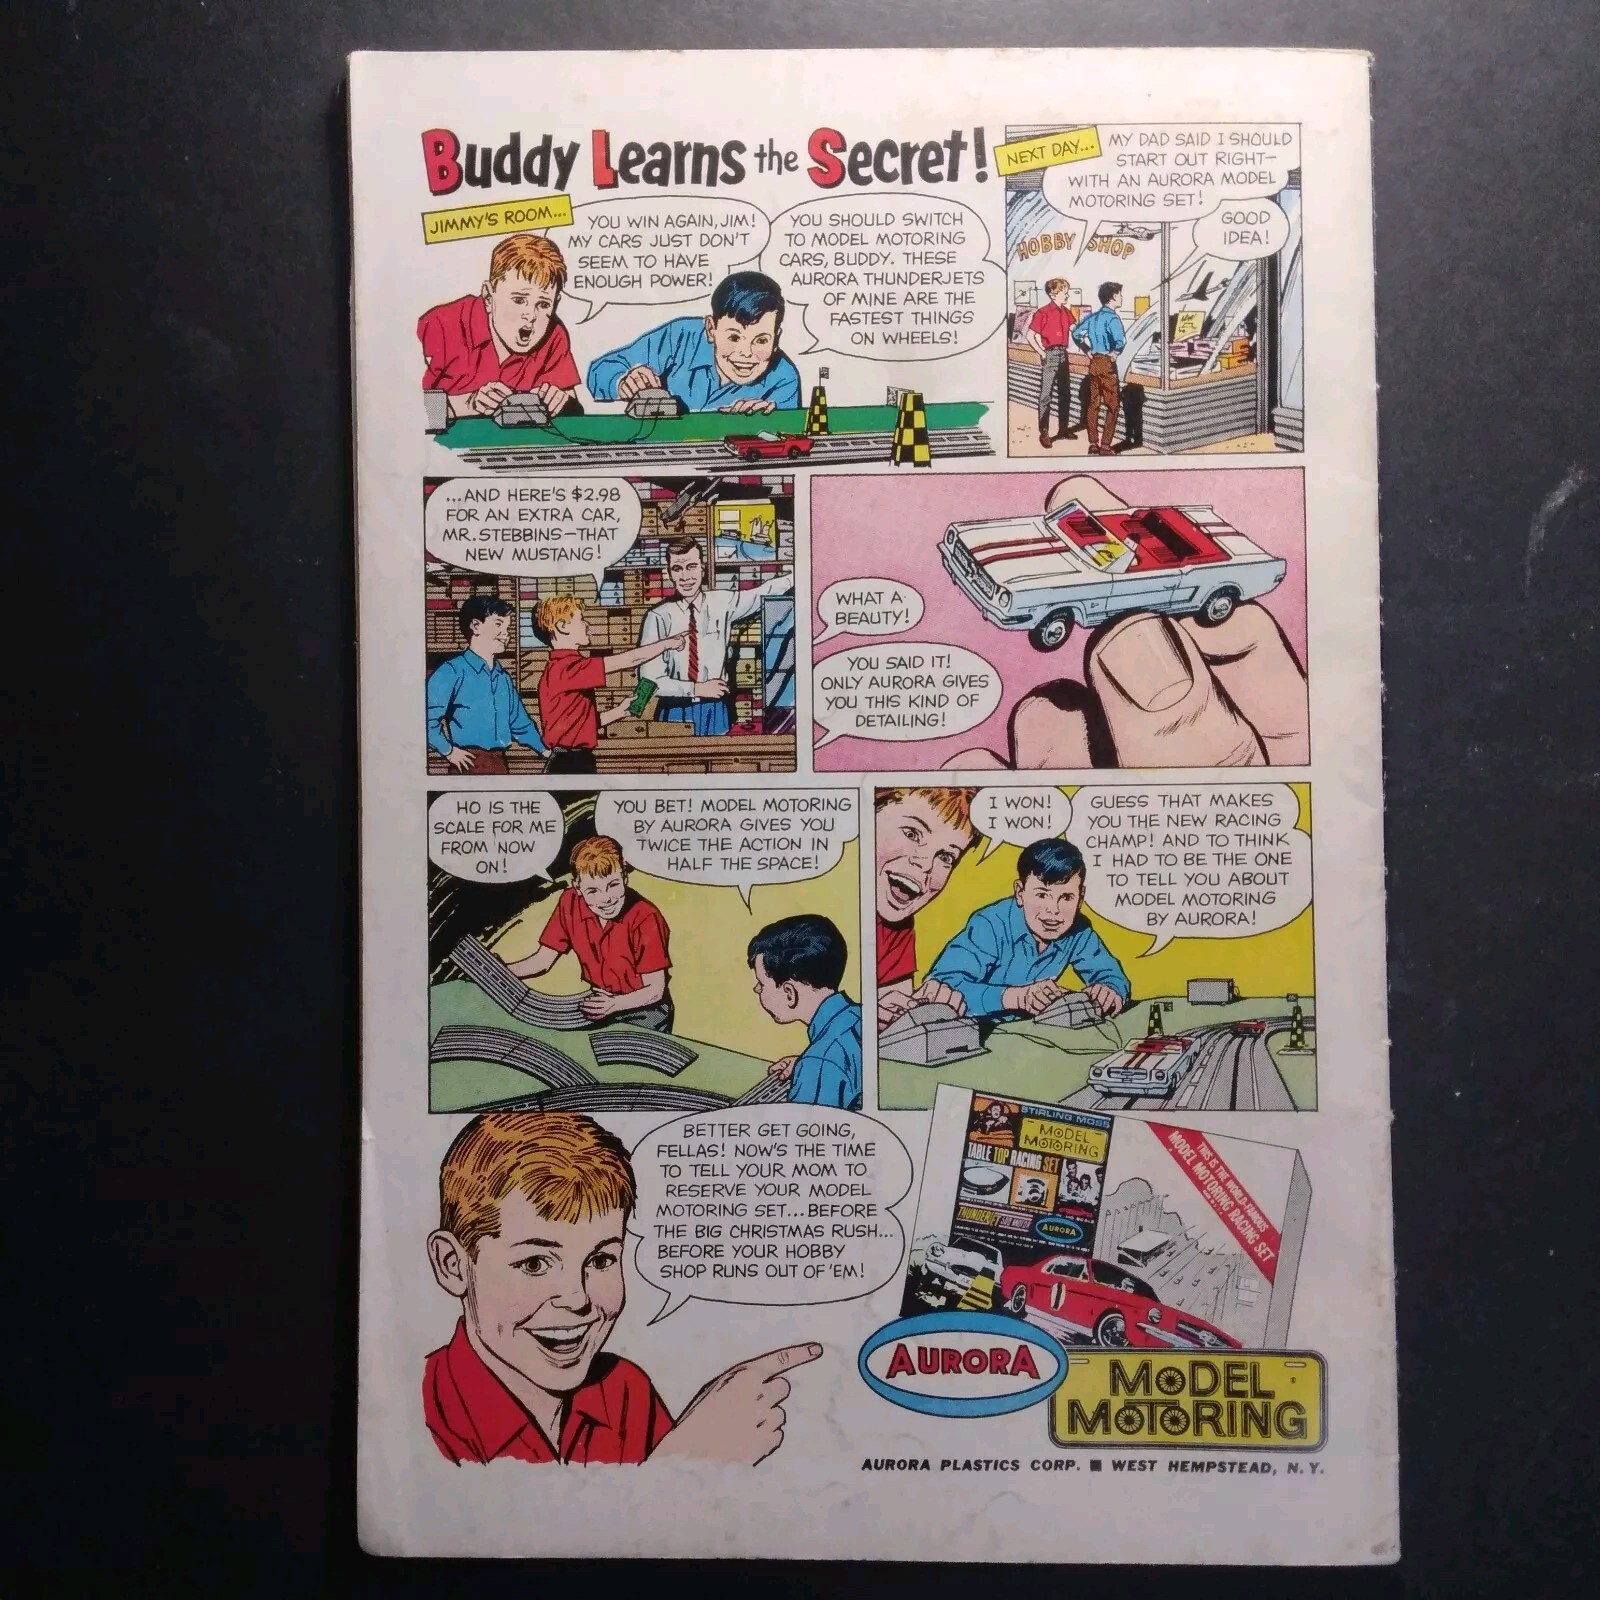 Buddy Learns the Secret!
JIMMY'S ROOM...
YOU WIN AGAIN, JIM!
MY CARS JUST DON'T
SEEM TO HAVE
ENOUGH POWER!
YOU SHOULD SWITCH
TO MODEL MOTORING
CARS, BUDDY. THESE
AURORA THUNDERJETS
OF MINE ARE THE
FASTEST THINGS
ON WHEELS!
NEXT DAY...
MY DAD SAID I SHOULD
START OUT RIGHT—
WITH AN AURORA MODEL
MOTORING SET!
GOOD
IDEA!
HOBBY SHOP
...AND HERE'S $2.98
FOR AN EXTRA CAR,
MR. STEBBINS—THAT
NEW MUSTANG!
WHAT A
BEAUTY!
YOU SAID IT!
ONLY AURORA GIVES
YOU THIS KIND OF
DETAILING!
HO IS THE
SCALE FOR ME
FROM NOW
ON!
YOU BET! MODEL MOTORING
BY AURORA GIVES YOU
TWICE THE ACTION IN
HALF THE SPACE!
I WON!
I WON!
GUESS THAT MAKES
YOU THE NEW RACING
CHAMP! AND TO THINK
I HAD TO BE THE ONE
TO TELL YOU ABOUT
MODEL MOTORING
BY AURORA!
BETTER GET GOING,
FELLAS! NOW'S THE TIME
TO TELL YOUR MOM TO
RESERVE YOUR MODEL
MOTORING SET...BEFORE
THE BIG CHRISTMAS RUSH...
BEFORE YOUR HOBBY
SHOP RUNS OUT OF 'EM!
STIRLING MOSS
MODEL
MOTORING
TABLE TOP RACING SET
THUNDERJET
AURORA
THIS IS THE WORLD-FAMOUS
MODEL MOTORING RACING SET
1
AURORA
MODEL
MOTORING
AURORA PLASTICS CORP. ■ WEST HEMPSTEAD, N.Y.